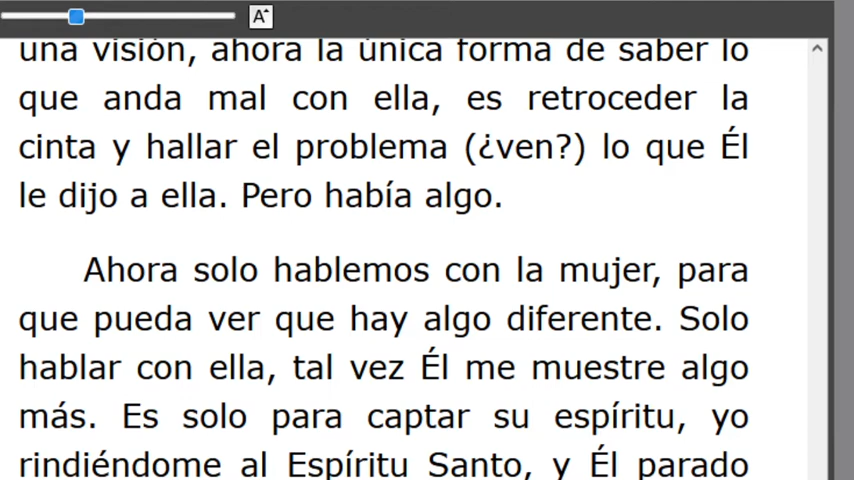 A
una visión, ahora la única forma de saber lo
que anda mal con ella, es retroceder la
cinta y hallar el problema (¿ven?) lo que Él
le dijo a ella. Pero había algo.
Ahora solo hablemos con la mujer, para
que pueda ver que hay algo diferente. Solo
hablar con ella, tal vez Él me muestre algo
más. Es solo para captar su espíritu, yo
rindiéndome al Espíritu Santo, y Él parado